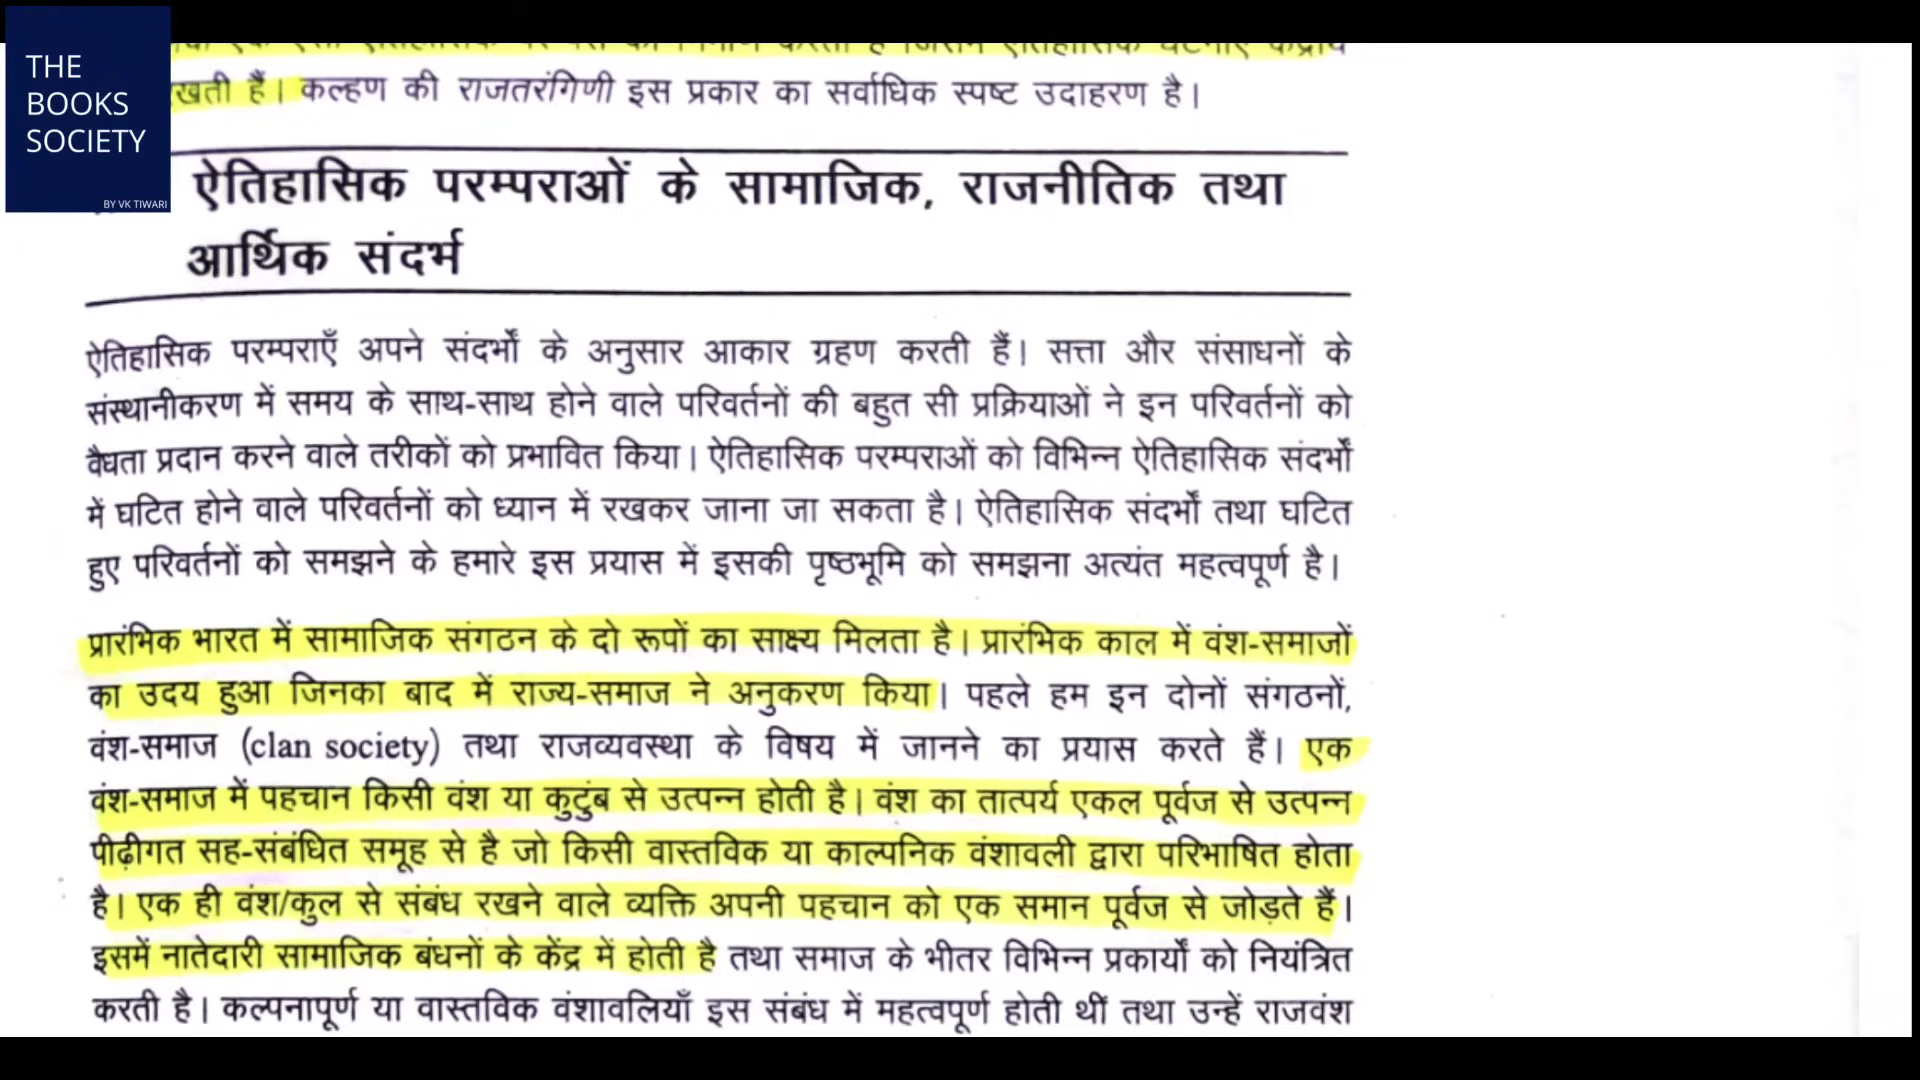 THE
BOOKS
SOCIETY
BY VK TIWARI
खती हैं। कल्हण की राजतरंगिणी इस प्रकार का सर्वाधिक स्पष्ट उदाहरण है।
ऐतिहासिक परम्पराओं के सामाजिक, राजनीतिक तथा
आर्थिक संदर्भ
ऐतिहासिक परम्पराएँ अपने संदर्भों के अनुसार आकार ग्रहण करती हैं। सत्ता और संसाधनों के
संस्थानीकरण में समय के साथ-साथ होने वाले परिवर्तनों की बहुत सी प्रक्रियाओं ने इन परिवर्तनों को
वैधता प्रदान करने वाले तरीकों को प्रभावित किया। ऐतिहासिक परम्पराओं को विभिन्न ऐतिहासिक संदर्भों
में घटित होने वाले परिवर्तनों को ध्यान में रखकर जाना जा सकता है। ऐतिहासिक संदर्भों तथा घटित
हुए परिवर्तनों को समझने के हमारे इस प्रयास में इसकी पृष्ठभूमि को समझना अत्यंत महत्वपूर्ण है।
प्रारंभिक भारत में सामाजिक संगठन के दो रूपों का साक्ष्य मिलता है। प्रारंभिक काल में वंश-समाजों
का उदय हुआ जिनका बाद में राज्य-समाज ने अनुकरण किया। पहले हम इन दोनों संगठनों,
वंश-समाज (clan society) तथा राजव्यवस्था के विषय में जानने का प्रयास करते हैं। एक
वंश-समाज में पहचान किसी वंश या कुटुंब से उत्पन्न होती है। वंश का तात्पर्य एकल पूर्वज से उत्पन्न
पीढ़ीगत सह-संबंधित समूह से है जो किसी वास्तविक या काल्पनिक वंशावली द्वारा परिभाषित होता
है। एक ही वंश/कुल से संबंध रखने वाले व्यक्ति अपनी पहचान को एक समान पूर्वज से जोड़ते हैं।
इसमें नातेदारी सामाजिक बंधनों के केंद्र में होती है तथा समाज के भीतर विभिन्न प्रकार्यों को नियंत्रित
करती है। कल्पनापूर्ण या वास्तविक वंशावलियाँ इस संबंध में महत्वपूर्ण होती थीं तथा उन्हें राजवंश